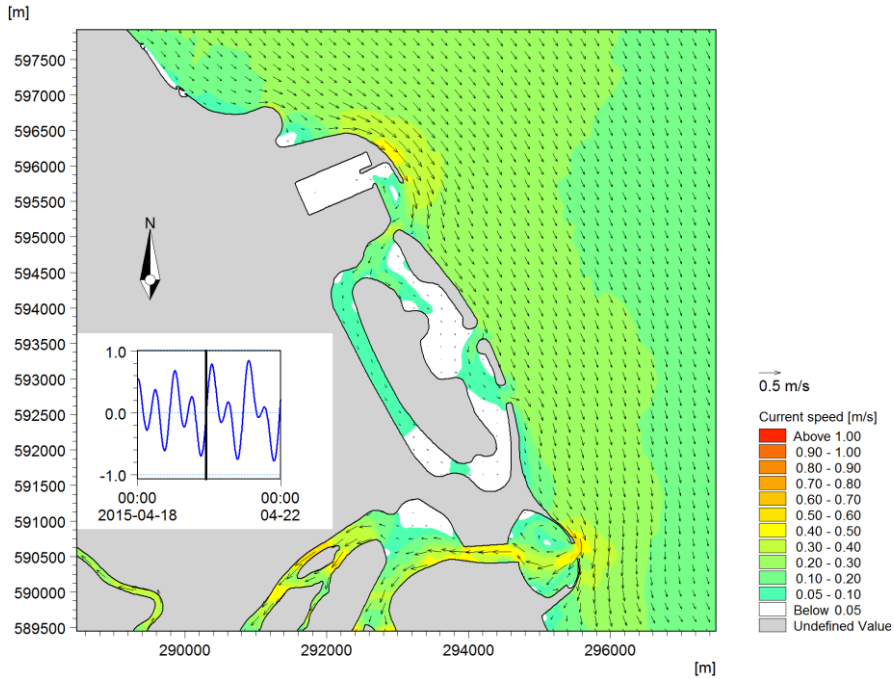 [m]
597500
597000
596500
596000
595500
595000
594500
594000
593500
593000
592500
592000
591500
591000
590500
590000
589500
N
1.0
0.0
-1.0
00:00
00:00
2015-04-18
04-22
290000
292000
294000
296000
[m]
0.5 m/s
Current speed [m/s]
Above 1.00
0.90 - 1.00
0.80 - 0.90
0.70 - 0.80
0.60 - 0.70
0.50 - 0.60
0.40 - 0.50
0.30 - 0.40
0.20 - 0.30
0.10 - 0.20
0.05 - 0.10
Below 0.05
Undefined Value